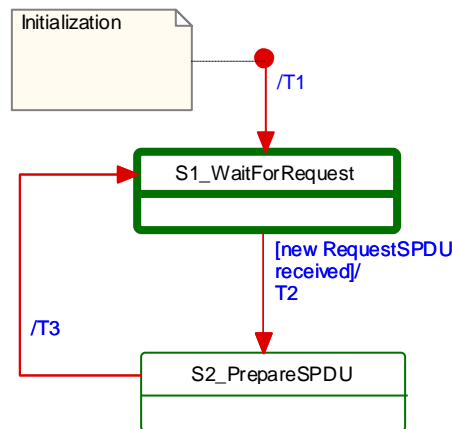 Initialization
/T1
S1_WaitForRequest
[new RequestSPDU
received]/
T2
/T3
S2_PrepareSPDU